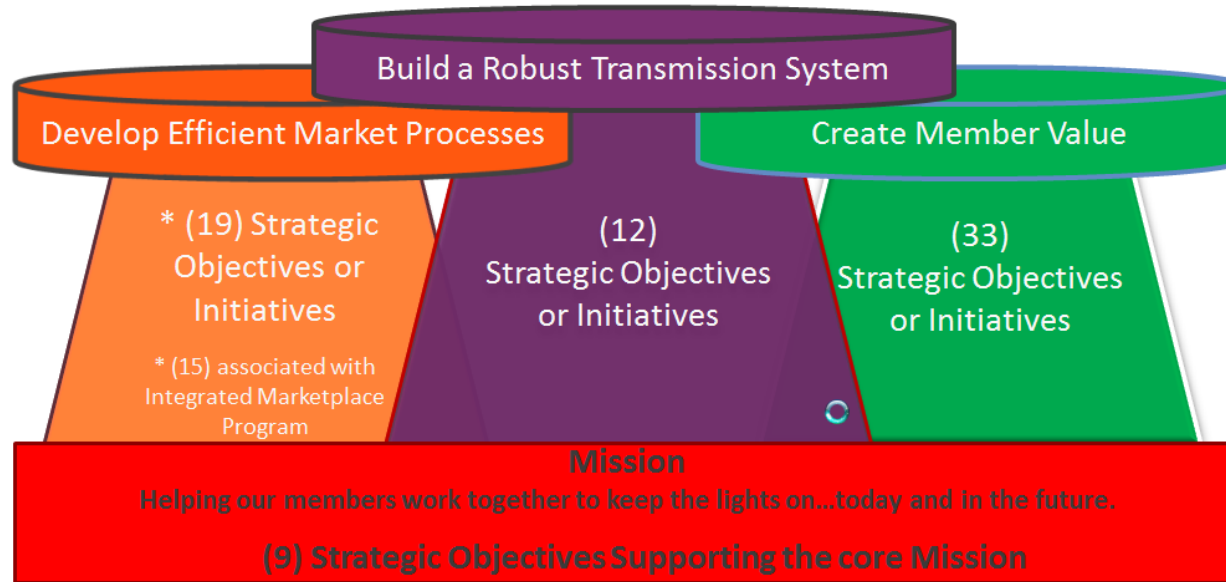 Build a Robust Transmission System
Develop Efficient Market Processes
Create Member Value
* (19) Strategic
Objectives or
Initiatives
* (15) associated with
Integrated Marketplace
Program
(12)
Strategic Objectives
or Initiatives
(33)
Strategic Objectives
or Initiatives
Mission
Helping our members work together to keep the lights on...today and in the future.
(9) Strategic Objectives Supporting the core Mission